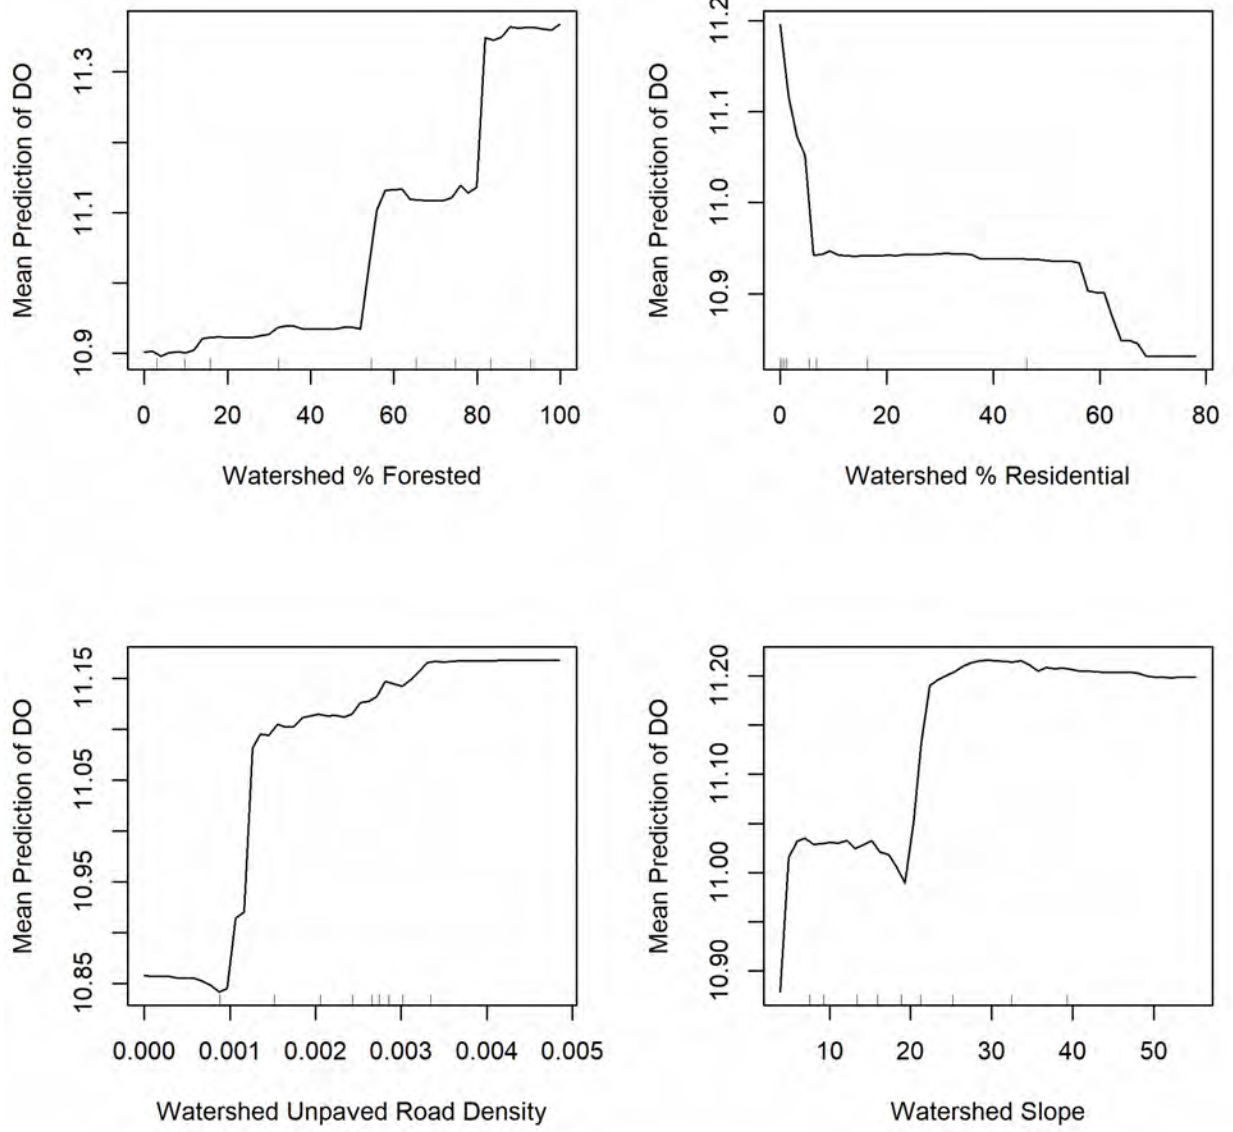 Mean Prediction of DO
10.9
11.1
11.3
0 20 40 60 80 100
Watershed % Forested
Mean Prediction of DO
10.9
11.0
11.1
11.2
0 20 40 60 80
Watershed % Residential
Mean Prediction of DO
10.85
10.95
11.05
11.15
0.000 0.001 0.002 0.003 0.004 0.005
Watershed Unpaved Road Density
Mean Prediction of DO
10.90
11.00
11.10
11.20
10 20 30 40 50
Watershed Slope